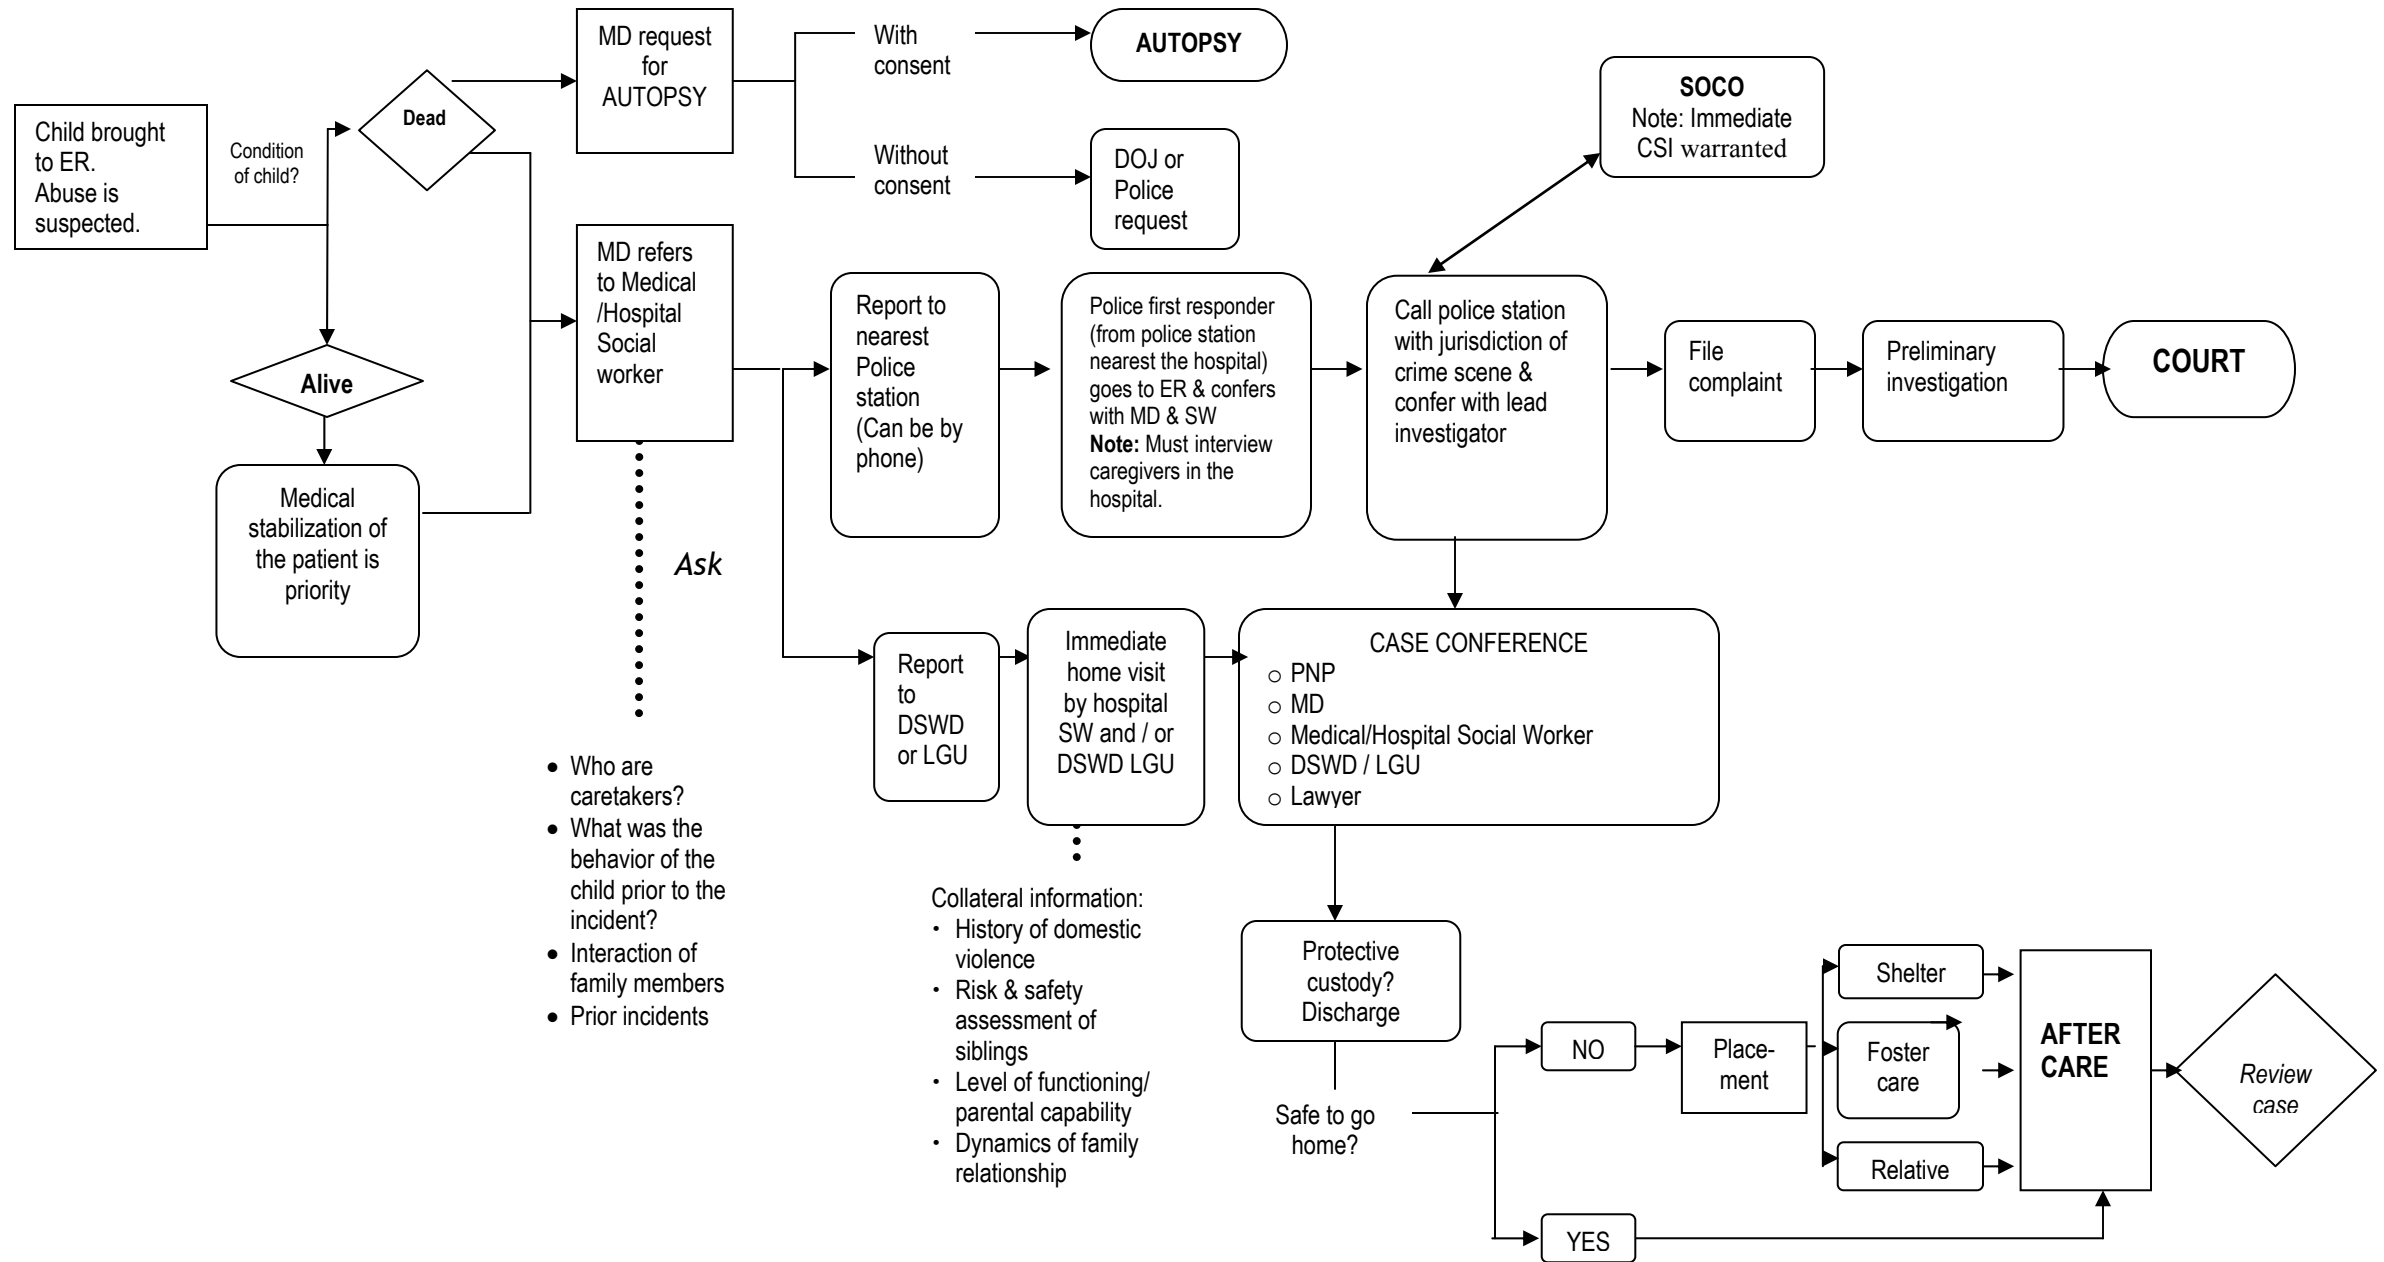 Child brought
to ER.
Abuse is
suspected.
Condition
of child?
Dead
Alive
Medical
stabilization of
the patient is
priority
MD request
for
AUTOPSY
With
consent
AUTOPSY
Without
consent
DOJ or
Police
request
MD refers
to Medical
/Hospital
Social
worker
Ask
• Who are
caretakers?
• What was the
behavior of the
child prior to the
incident?
• Interaction of
family members
• Prior incidents
Report to
nearest
Police
station
(Can be by
phone)
Police first responder
(from police station
nearest the hospital)
goes to ER & confers
with MD & SW
Note: Must interview
caregivers in the
hospital.
Call police station
with jurisdiction of
crime scene &
confer with lead
investigator
SOCO
Note: Immediate
CSI warranted
File
complaint
Preliminary
investigation
COURT
Report
to
DSWD
or LGU
Immediate
home visit
by hospital
SW and / or
DSWD LGU
Collateral information:
· History of domestic
violence
· Risk & safety
assessment of
siblings
· Level of functioning/
parental capability
· Dynamics of family
relationship
CASE CONFERENCE
o PNP
o MD
o Medical/Hospital Social Worker
o DSWD / LGU
o Lawyer
Protective
custody?
Discharge
Safe to go
home?
NO
Place-
ment
Shelter
Foster
care
Relative
YES
AFTER
CARE
Review
case